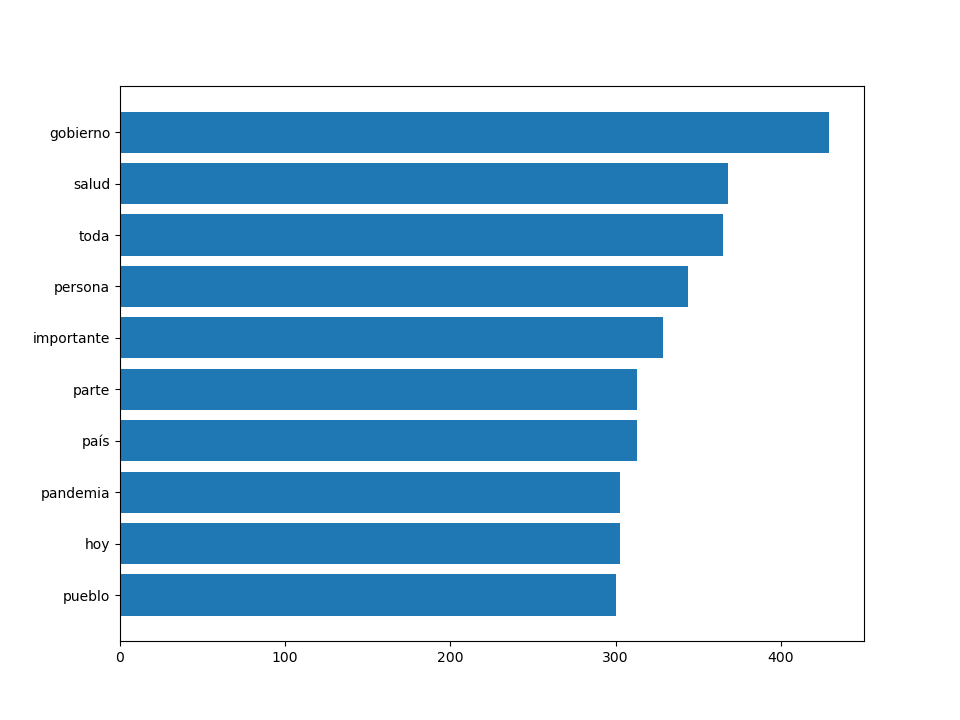 gobierno
salud
toda
persona
importante
parte
país
pandemia
hoy
pueblo
0 100 200 300 400